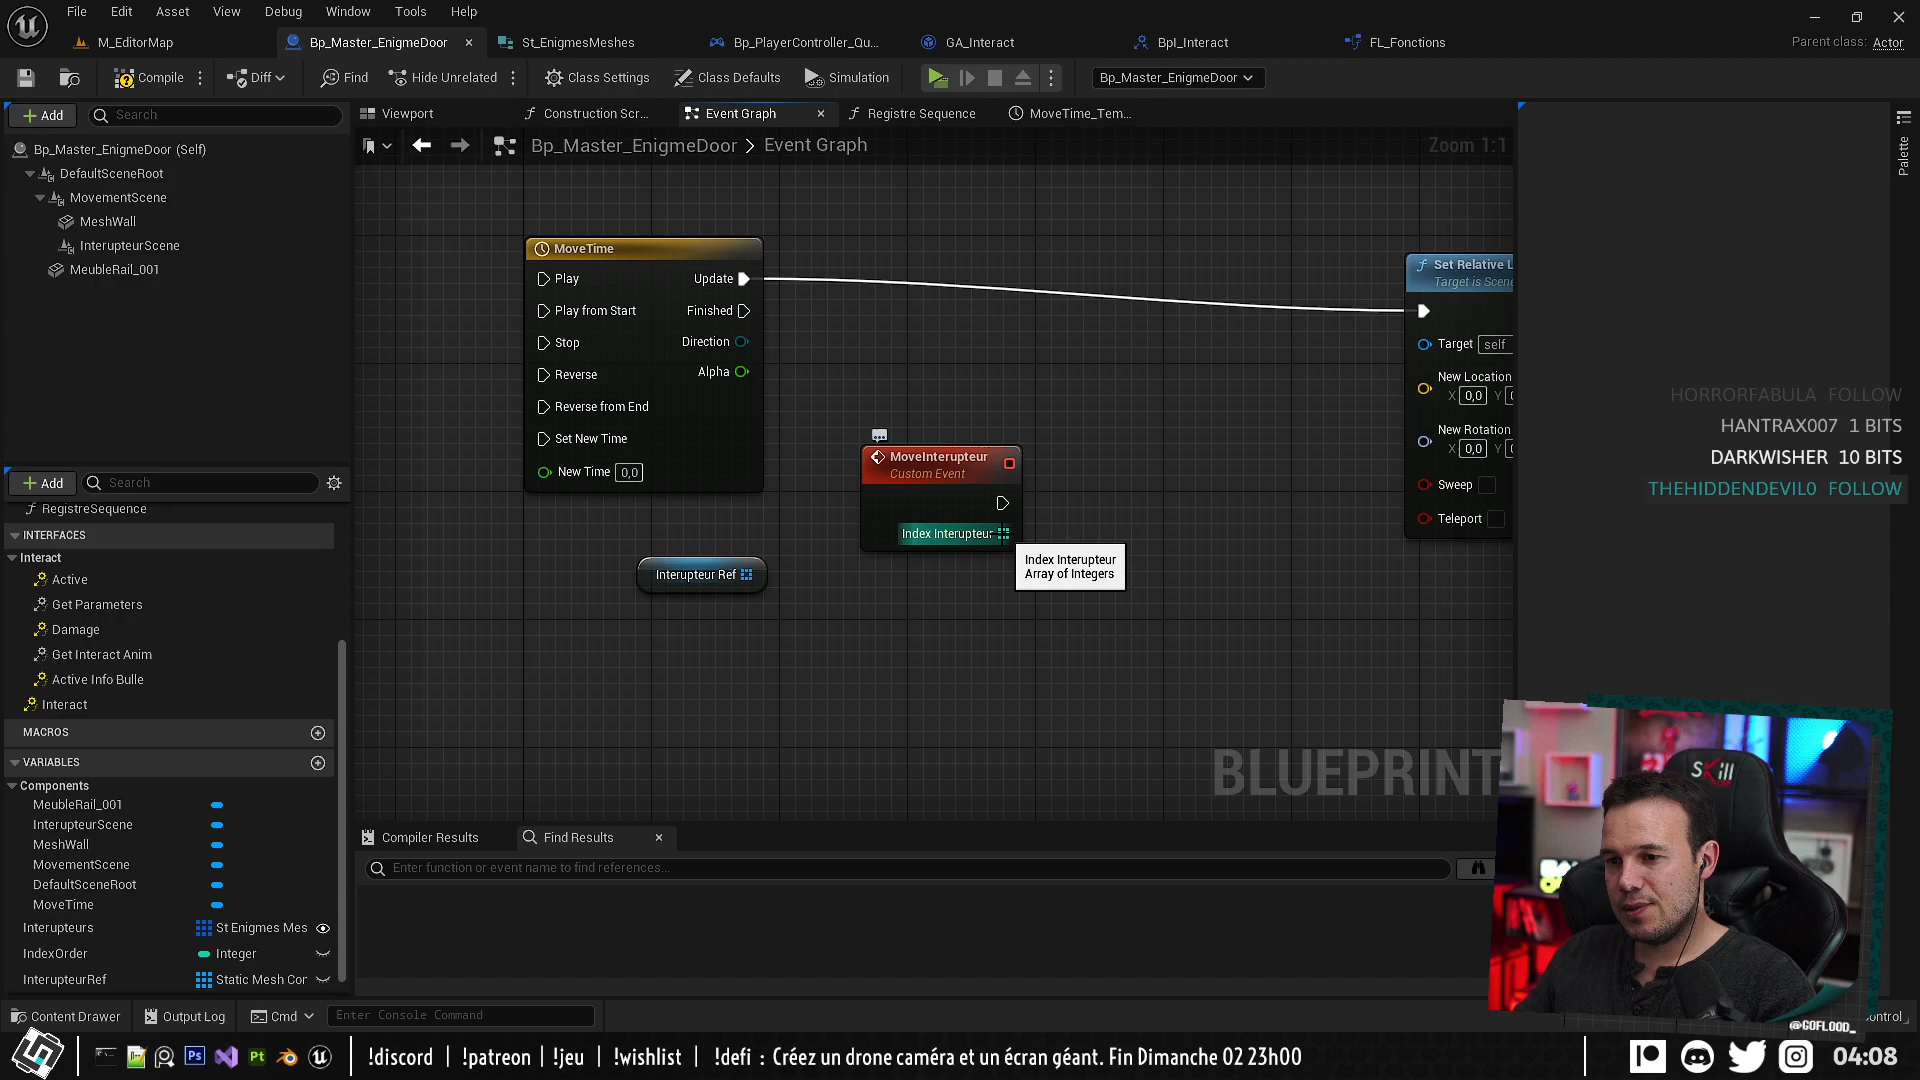 File Edit Asset View Debug Window Tools Help
M_EditorMap
Bp_Master_EnigmeDoor
St_EnigmesMeshes
Bp_PlayerController_Qu...
GA_Interact
BpI_Interact
FL_Fonctions
Parent class: Actor
Compile
Diff
Find
Hide Unrelated
Class Settings
Class Defaults
Simulation
Bp_Master_EnigmeDoor
Add
Search
Viewport
Construction Scr...
Event Graph
Registre Sequence
MoveTime_Tem...
Bp_Master_EnigmeDoor (Self)
DefaultSceneRoot
MovementScene
MeshWall
InterupteurScene
MeubleRail_001
Bp_Master_EnigmeDoor > Event Graph
Zoom 1:1
Palette
MoveTime
Play
Update
Play from Start
Finished
Stop
Direction
Reverse
Alpha
Reverse from End
Set New Time
New Time 0,0
MoveInterupteur
Custom Event
Index Interupteur
Index Interupteur
Array of Integers
Interupteur Ref
Set Relative L
Target is Scene
Target self
New Location
X 0,0 Y
New Rotation
X 0,0 Y
Sweep
Teleport
HORRORFABULA FOLLOW
HANTRAX007 1 BITS
DARKWISHER 10 BITS
THEHIDDENDEVIL0 FOLLOW
BLUEPRINT
Add
Search
RegistreSequence
INTERFACES
Interact
Active
Get Parameters
Damage
Get Interact Anim
Active Info Bulle
Interact
MACROS
VARIABLES
Components
MeubleRail_001
InterupteurScene
MeshWall
MovementScene
DefaultSceneRoot
MoveTime
Interupteurs St Enigmes Mes
IndexOrder Integer
InterupteurRef Static Mesh Cor
Compiler Results
Find Results
Enter function or event name to find references...
SKill
@GOFLOOD_
Content Drawer
Output Log
Cmd
Enter Console Command
ontrol
Ps
Pt
!discord | !patreon | !jeu | !wishlist | !defi : Créez un drone caméra et un écran géant. Fin Dimanche 02 23h00
04:08